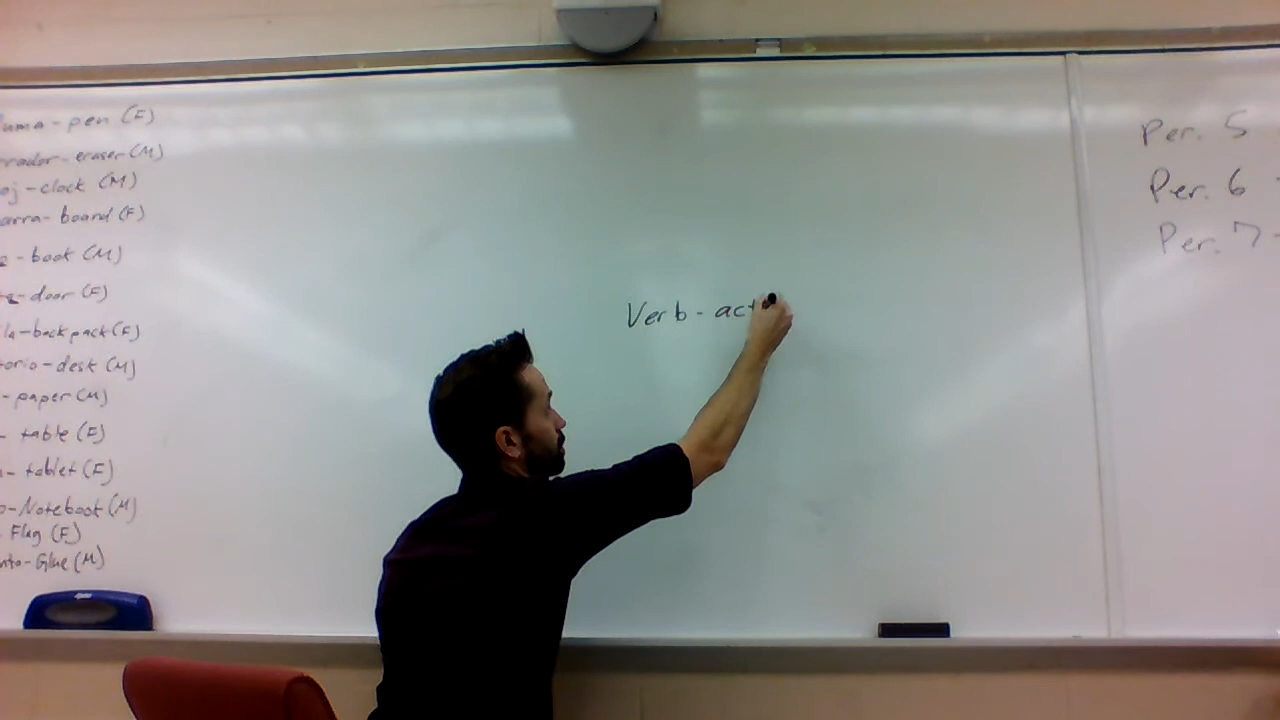 uma-pen (F)
rrador-eraser (M)
oj-clock (M)
arra-board (F)
-book (M)
-door (F)
la-backpack (F)
torio-desk (M)
-paper (M)
- table (F)
- tablet (F)
o-Notebook (M)
- Flag (F)
nto-Glue (M)
Verb-act
Per. 5
Per. 6 -
Per. 7-